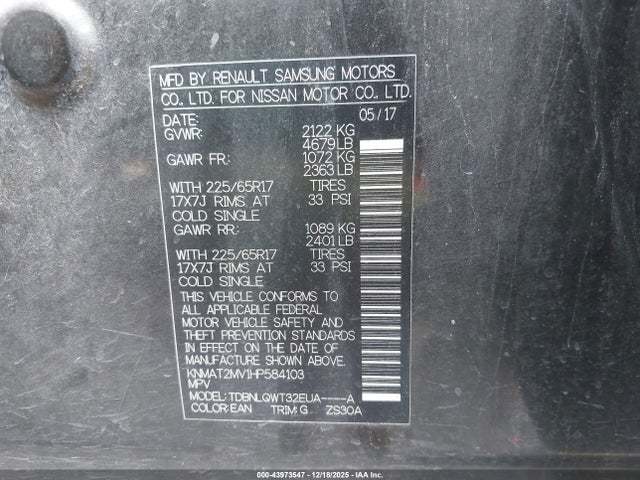 MFD BY RENAULT SAMSUNG MOTORS
CO., LTD. FOR NISSAN MOTOR CO., LTD.
DATE: 05/17
GVWR: 2122 KG
4679 LB
GAWR FR: 1072 KG
2363 LB
WITH 225/65R17 TIRES
17X7J RIMS AT 33 PSI
COLD SINGLE
GAWR RR: 1089 KG
2401 LB
WITH 225/65R17 TIRES
17X7J RIMS AT 33 PSI
COLD SINGLE
THIS VEHICLE CONFORMS TO
ALL APPLICABLE FEDERAL
MOTOR VEHICLE SAFETY AND
THEFT PREVENTION STANDARDS
IN EFFECT ON THE DATE OF
MANUFACTURE SHOWN ABOVE.
KNMAT2MV1HP584103
MPV
MODEL: TDBNLQWT32EUA-----A
COLOR:EAN TRIM:G ZS30A
000-43973547 - 12/18/2025 - IAA Inc.